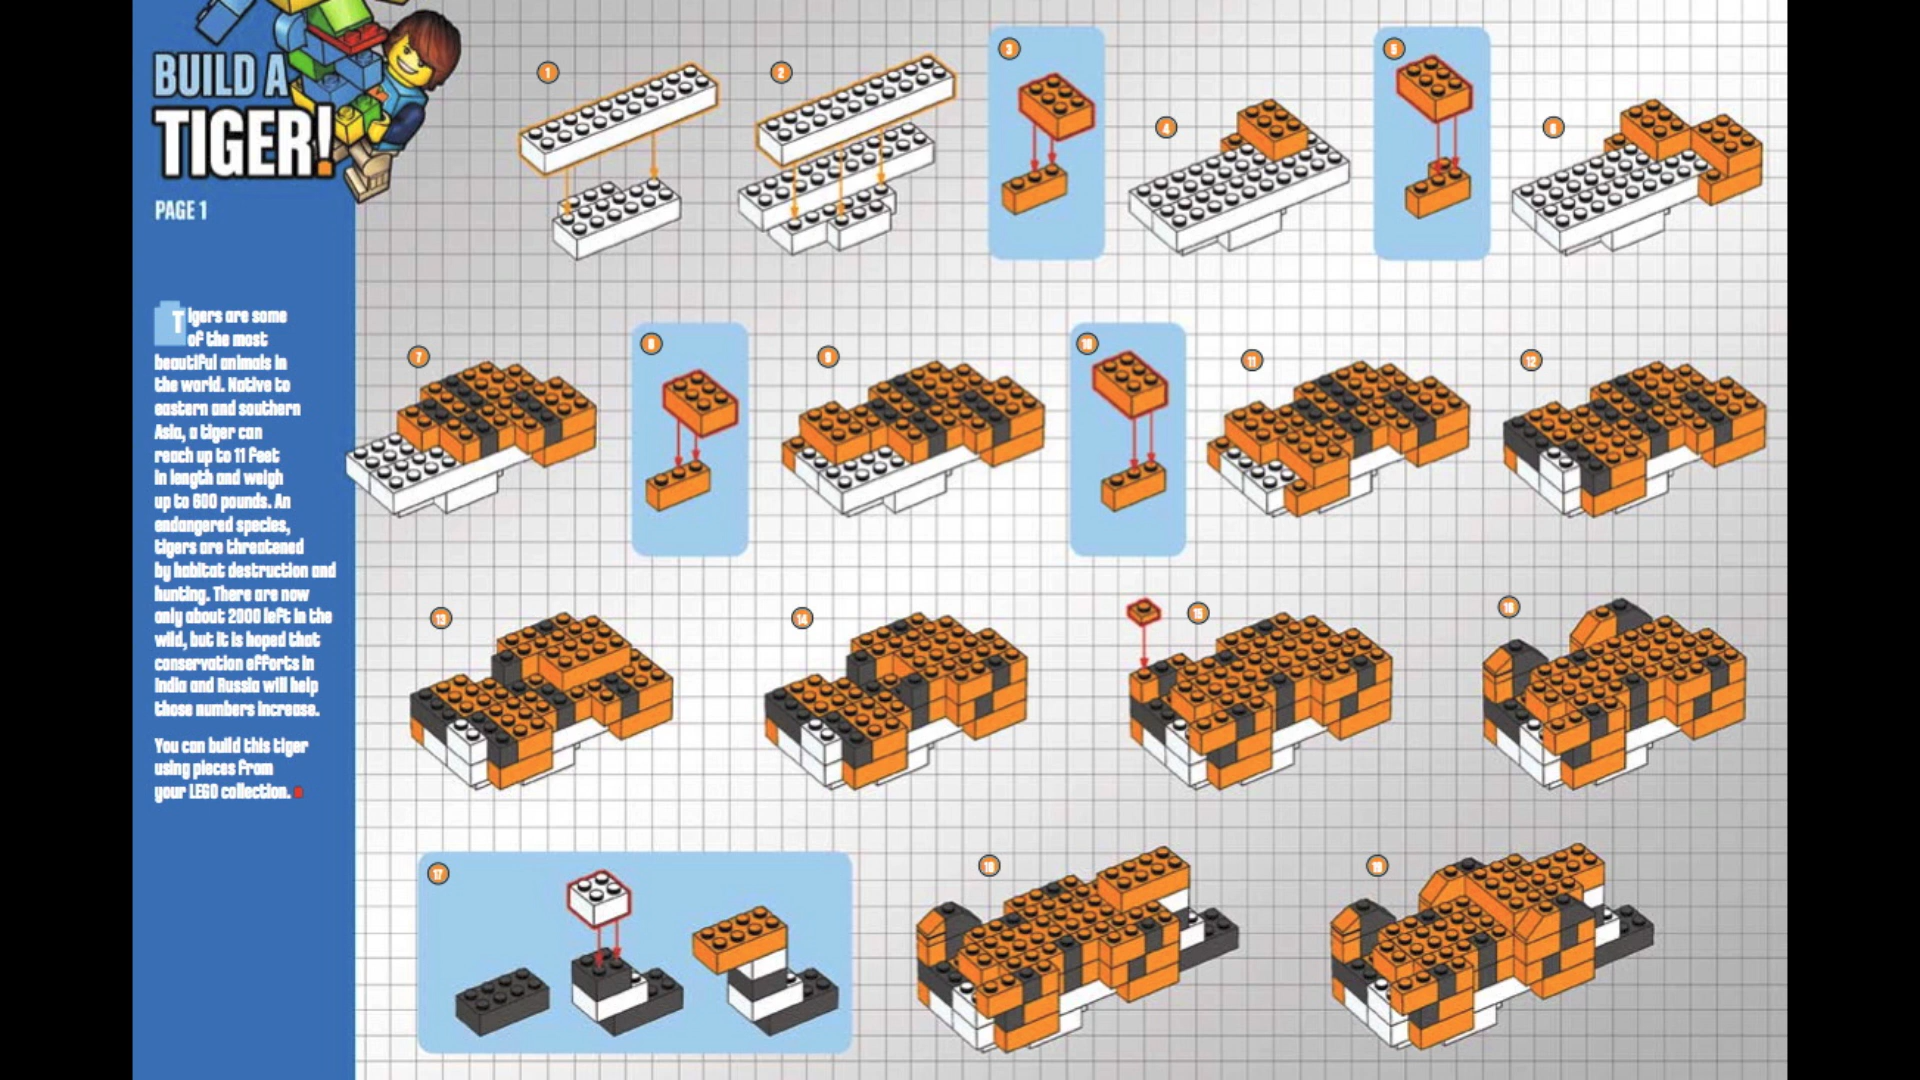 BUILD A
TIGER!
PAGE 1
Tigers are some
of the most
beautiful animals in
the world. Native to
eastern and southern
Asia, a tiger can
reach up to 11 feet
in length and weigh
up to 600 pounds. An
endangered species,
tigers are threatened
by habitat destruction and
hunting. There are now
only about 2000 left in the
wild, but it is hoped that
conservation efforts in
India and Russia will help
those numbers increase.
You can build this tiger
using pieces from
your LEGO collection.
1
2
3
4
5
6
7
8
9
10
11
12
13
14
15
16
17
18
19